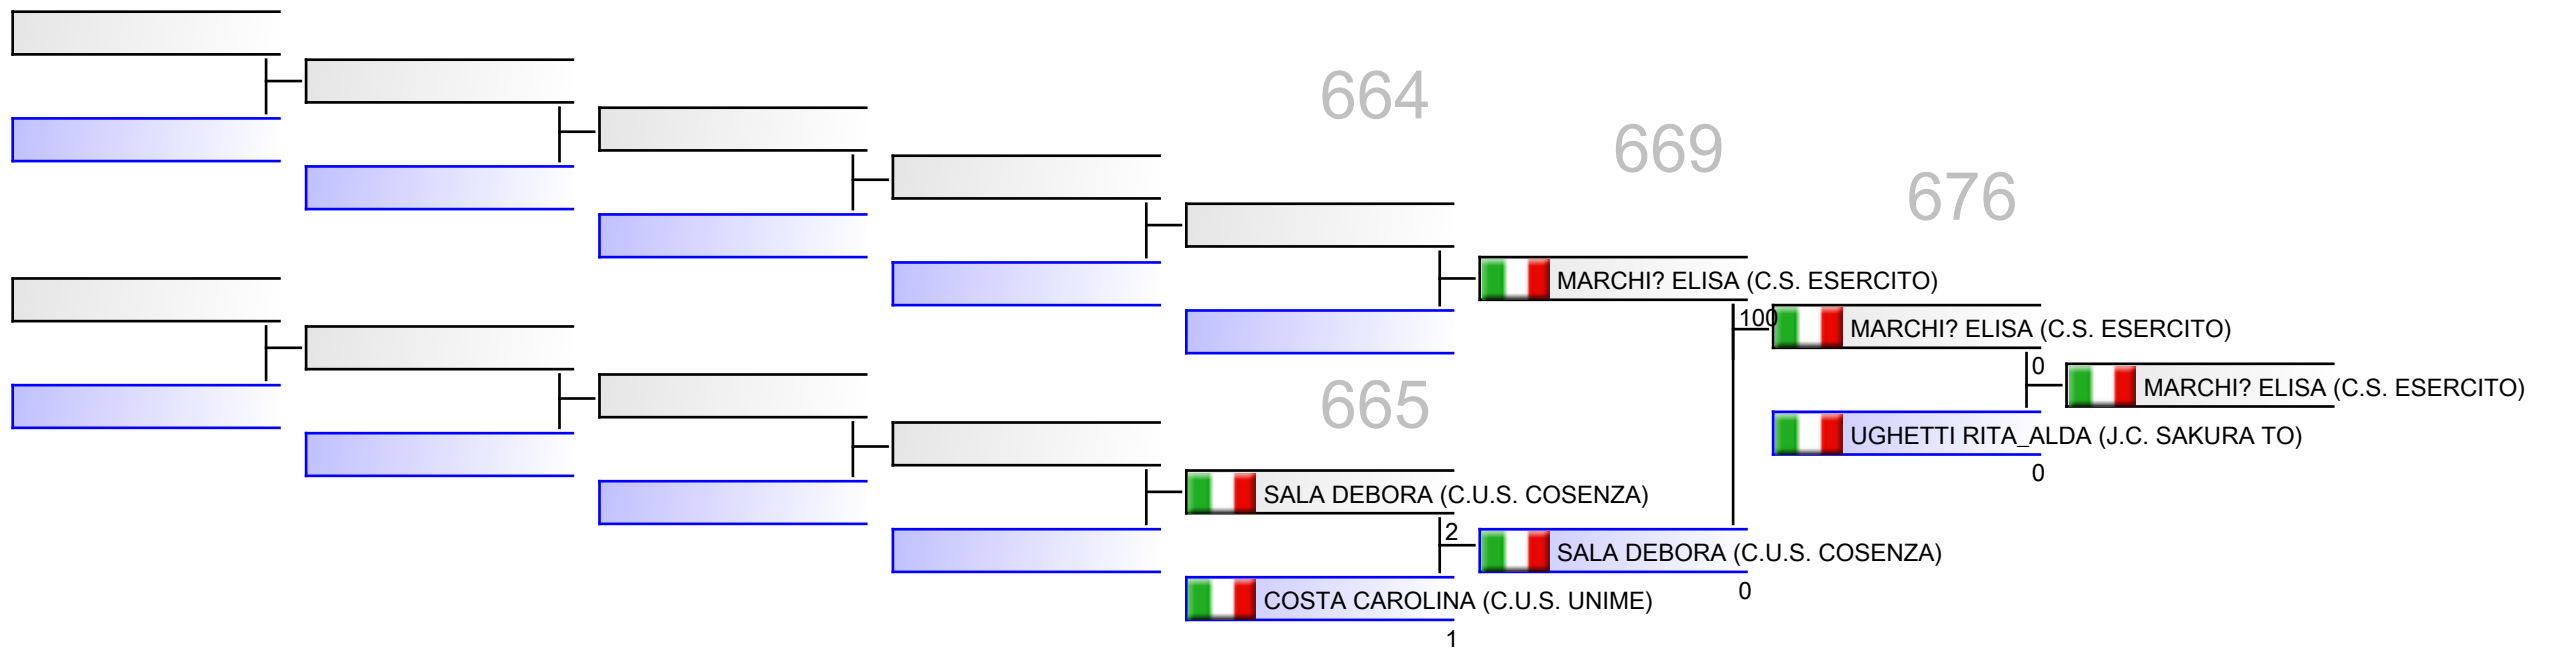 664
669
676
MARCHI? ELISA (C.S. ESERCITO)
100
MARCHI? ELISA (C.S. ESERCITO)
0
MARCHI? ELISA (C.S. ESERCITO)
665
UGHETTI RITA_ALDA (J.C. SAKURA TO)
0
SALA DEBORA (C.U.S. COSENZA)
2
SALA DEBORA (C.U.S. COSENZA)
0
COSTA CAROLINA (C.U.S. UNIME)
1